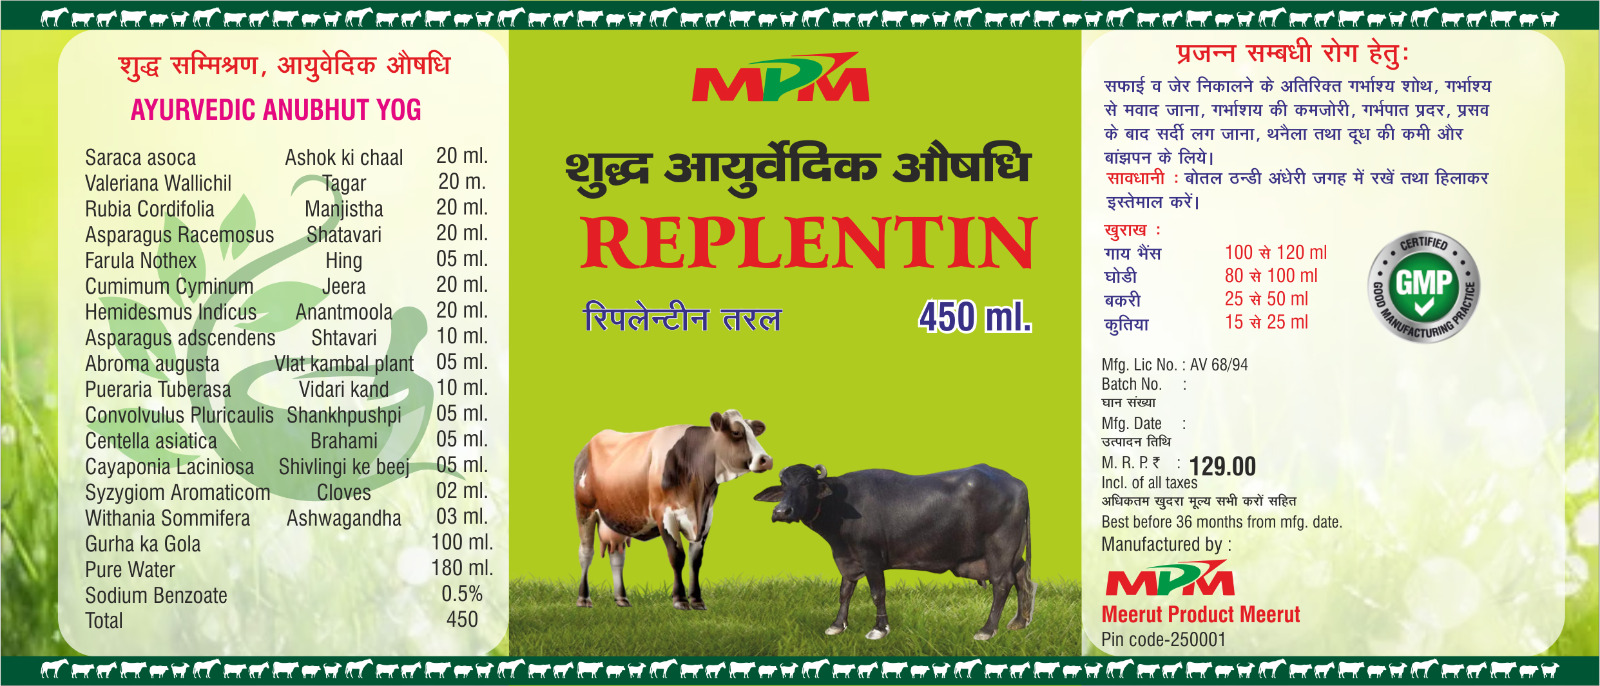 शुद्ध सम्मिश्रण, आयुवेदिक औषधि
AYURVEDIC ANUBHUT YOG
Saraca asoca Ashok ki chaal 20 ml.
Valeriana Wallichil Tagar 20 m.
Rubia Cordifolia Manjistha 20 ml.
Asparagus Racemosus Shatavari 20 ml.
Farula Nothex Hing 05 ml.
Cumimum Cyminum Jeera 20 ml.
Hemidesmus Indicus Anantmoola 20 ml.
Asparagus adscendens Shtavari 10 ml.
Abroma augusta Vlat kambal plant 05 ml.
Pueraria Tuberasa Vidari kand 10 ml.
Convolvulus Pluricaulis Shankhpushpi 05 ml.
Centella asiatica Brahami 05 ml.
Cayaponia Laciniosa Shivlingi ke beej 05 ml.
Syzygiom Aromaticom Cloves 02 ml.
Withania Sommifera Ashwagandha 03 ml.
Gurha ka Gola 100 ml.
Pure Water 180 ml.
Sodium Benzoate 0.5%
Total 450
MPM
शुद्ध आयुर्वेदिक औषधि
REPLENTIN
रिपलेन्टीन तरल 450 ml.
प्रजन्न सम्बधी रोग हेतुः
सफाई व जेर निकालने के अतिरिक्त गर्भाश्य शोथ, गर्भाश्य
से मवाद जाना, गर्भाशय की कमजोरी, गर्भपात प्रदर, प्रसव
के बाद सर्दी लग जाना, थनैला तथा दूध की कमी और
बांझपन के लिये।
सावधानी : बोतल ठन्डी अंधेरी जगह में रखें तथा हिलाकर
इस्तेमाल करें।
खुराख :
गाय भैंस 100 से 120 ml
घोडी 80 से 100 ml
बकरी 25 से 50 ml
कुतिया 15 से 25 ml
CERTIFIED
GMP
GOOD MANUFACTURING PRACTICE
Mfg. Lic No. : AV 68/94
Batch No. :
घान संख्या
Mfg. Date :
उत्पादन तिथि
M. R. P. ₹ : 129.00
Incl. of all taxes
अधिकतम खुदरा मूल्य सभी करों सहित
Best before 36 months from mfg. date.
Manufactured by :
MPM
Meerut Product Meerut
Pin code-250001